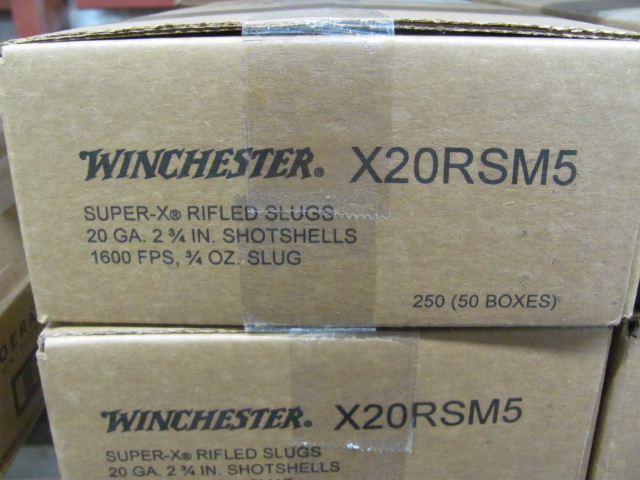 WINCHESTER® X20RSM5
SUPER-X® RIFLED SLUGS
20 GA. 2 ¾ IN. SHOTSHELLS
1600 FPS, ¾ OZ. SLUG
250 (50 BOXES)
DERA
WINCHESTER® X20RSM5
SUPER-X® RIFLED SLUGS
20 GA. 2 ¾ IN. SHOTSHELLS